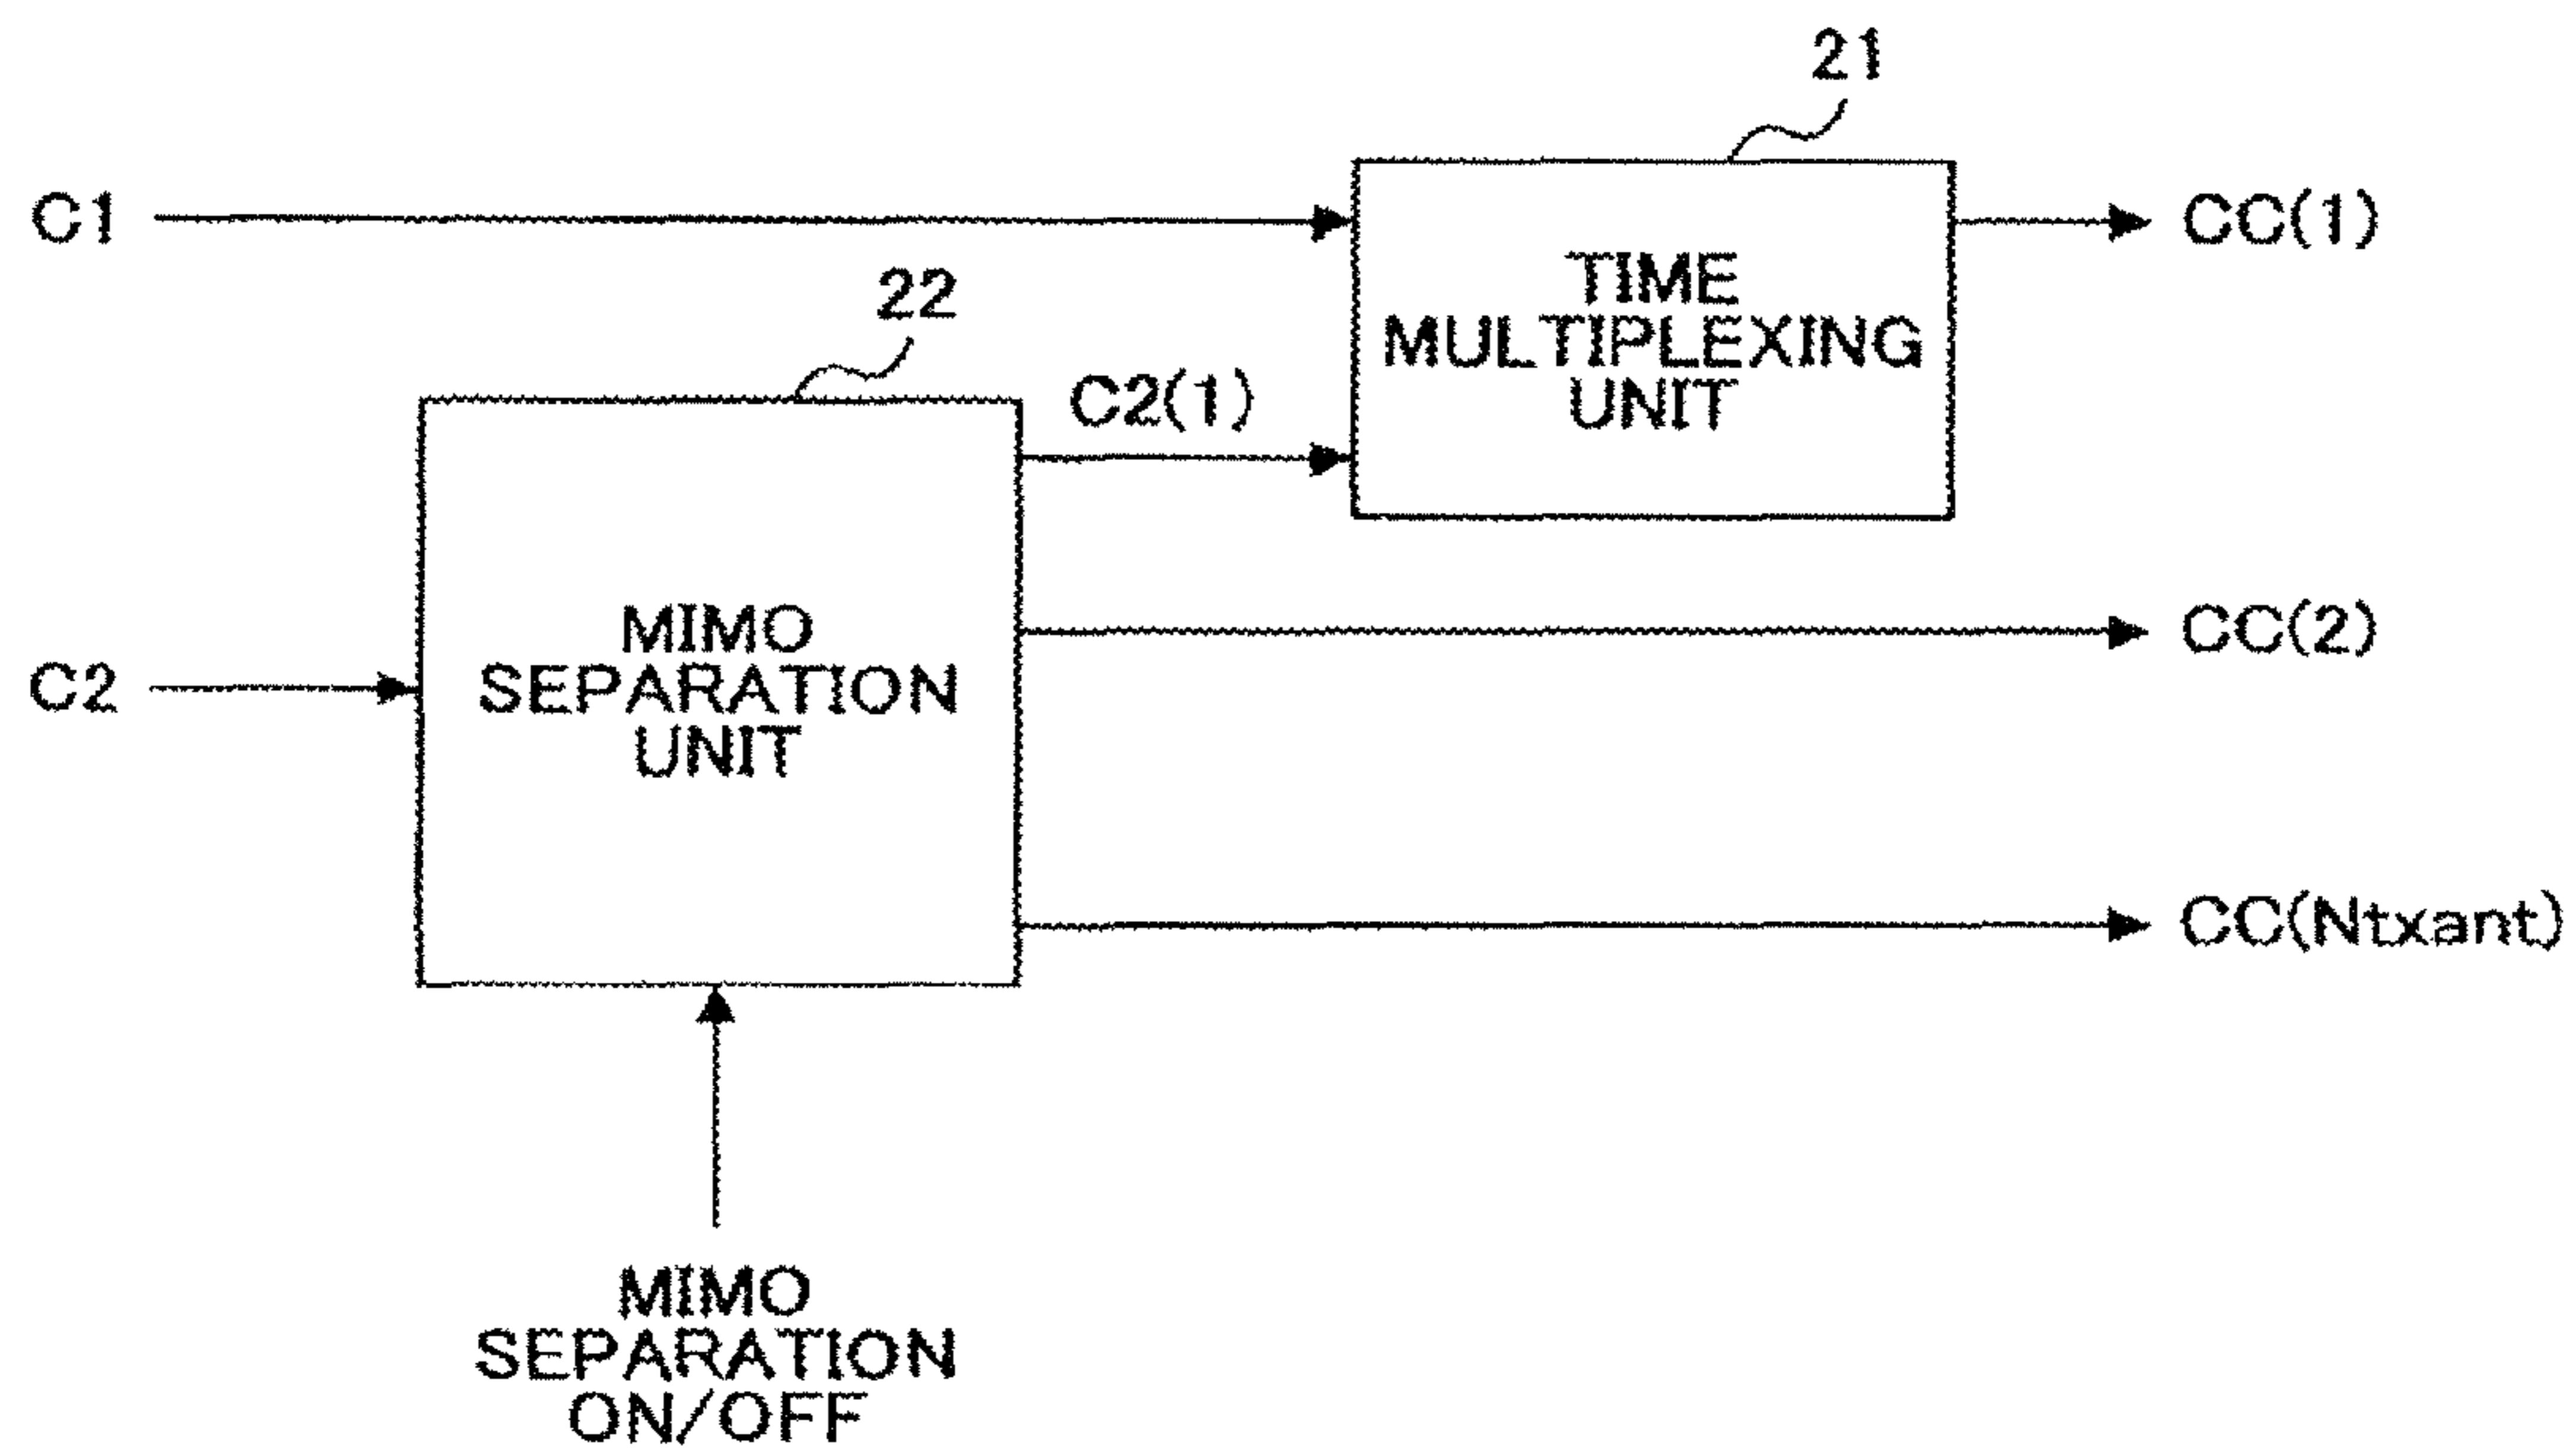 21
C1
CC(1)
22
TIME
MULTIPLEXING
UNIT
C2(1)
MIMO
SEPARATION
UNIT
CC(2)
C2
CC(Ntxant)
MIMO
SEPARATION
ON/OFF